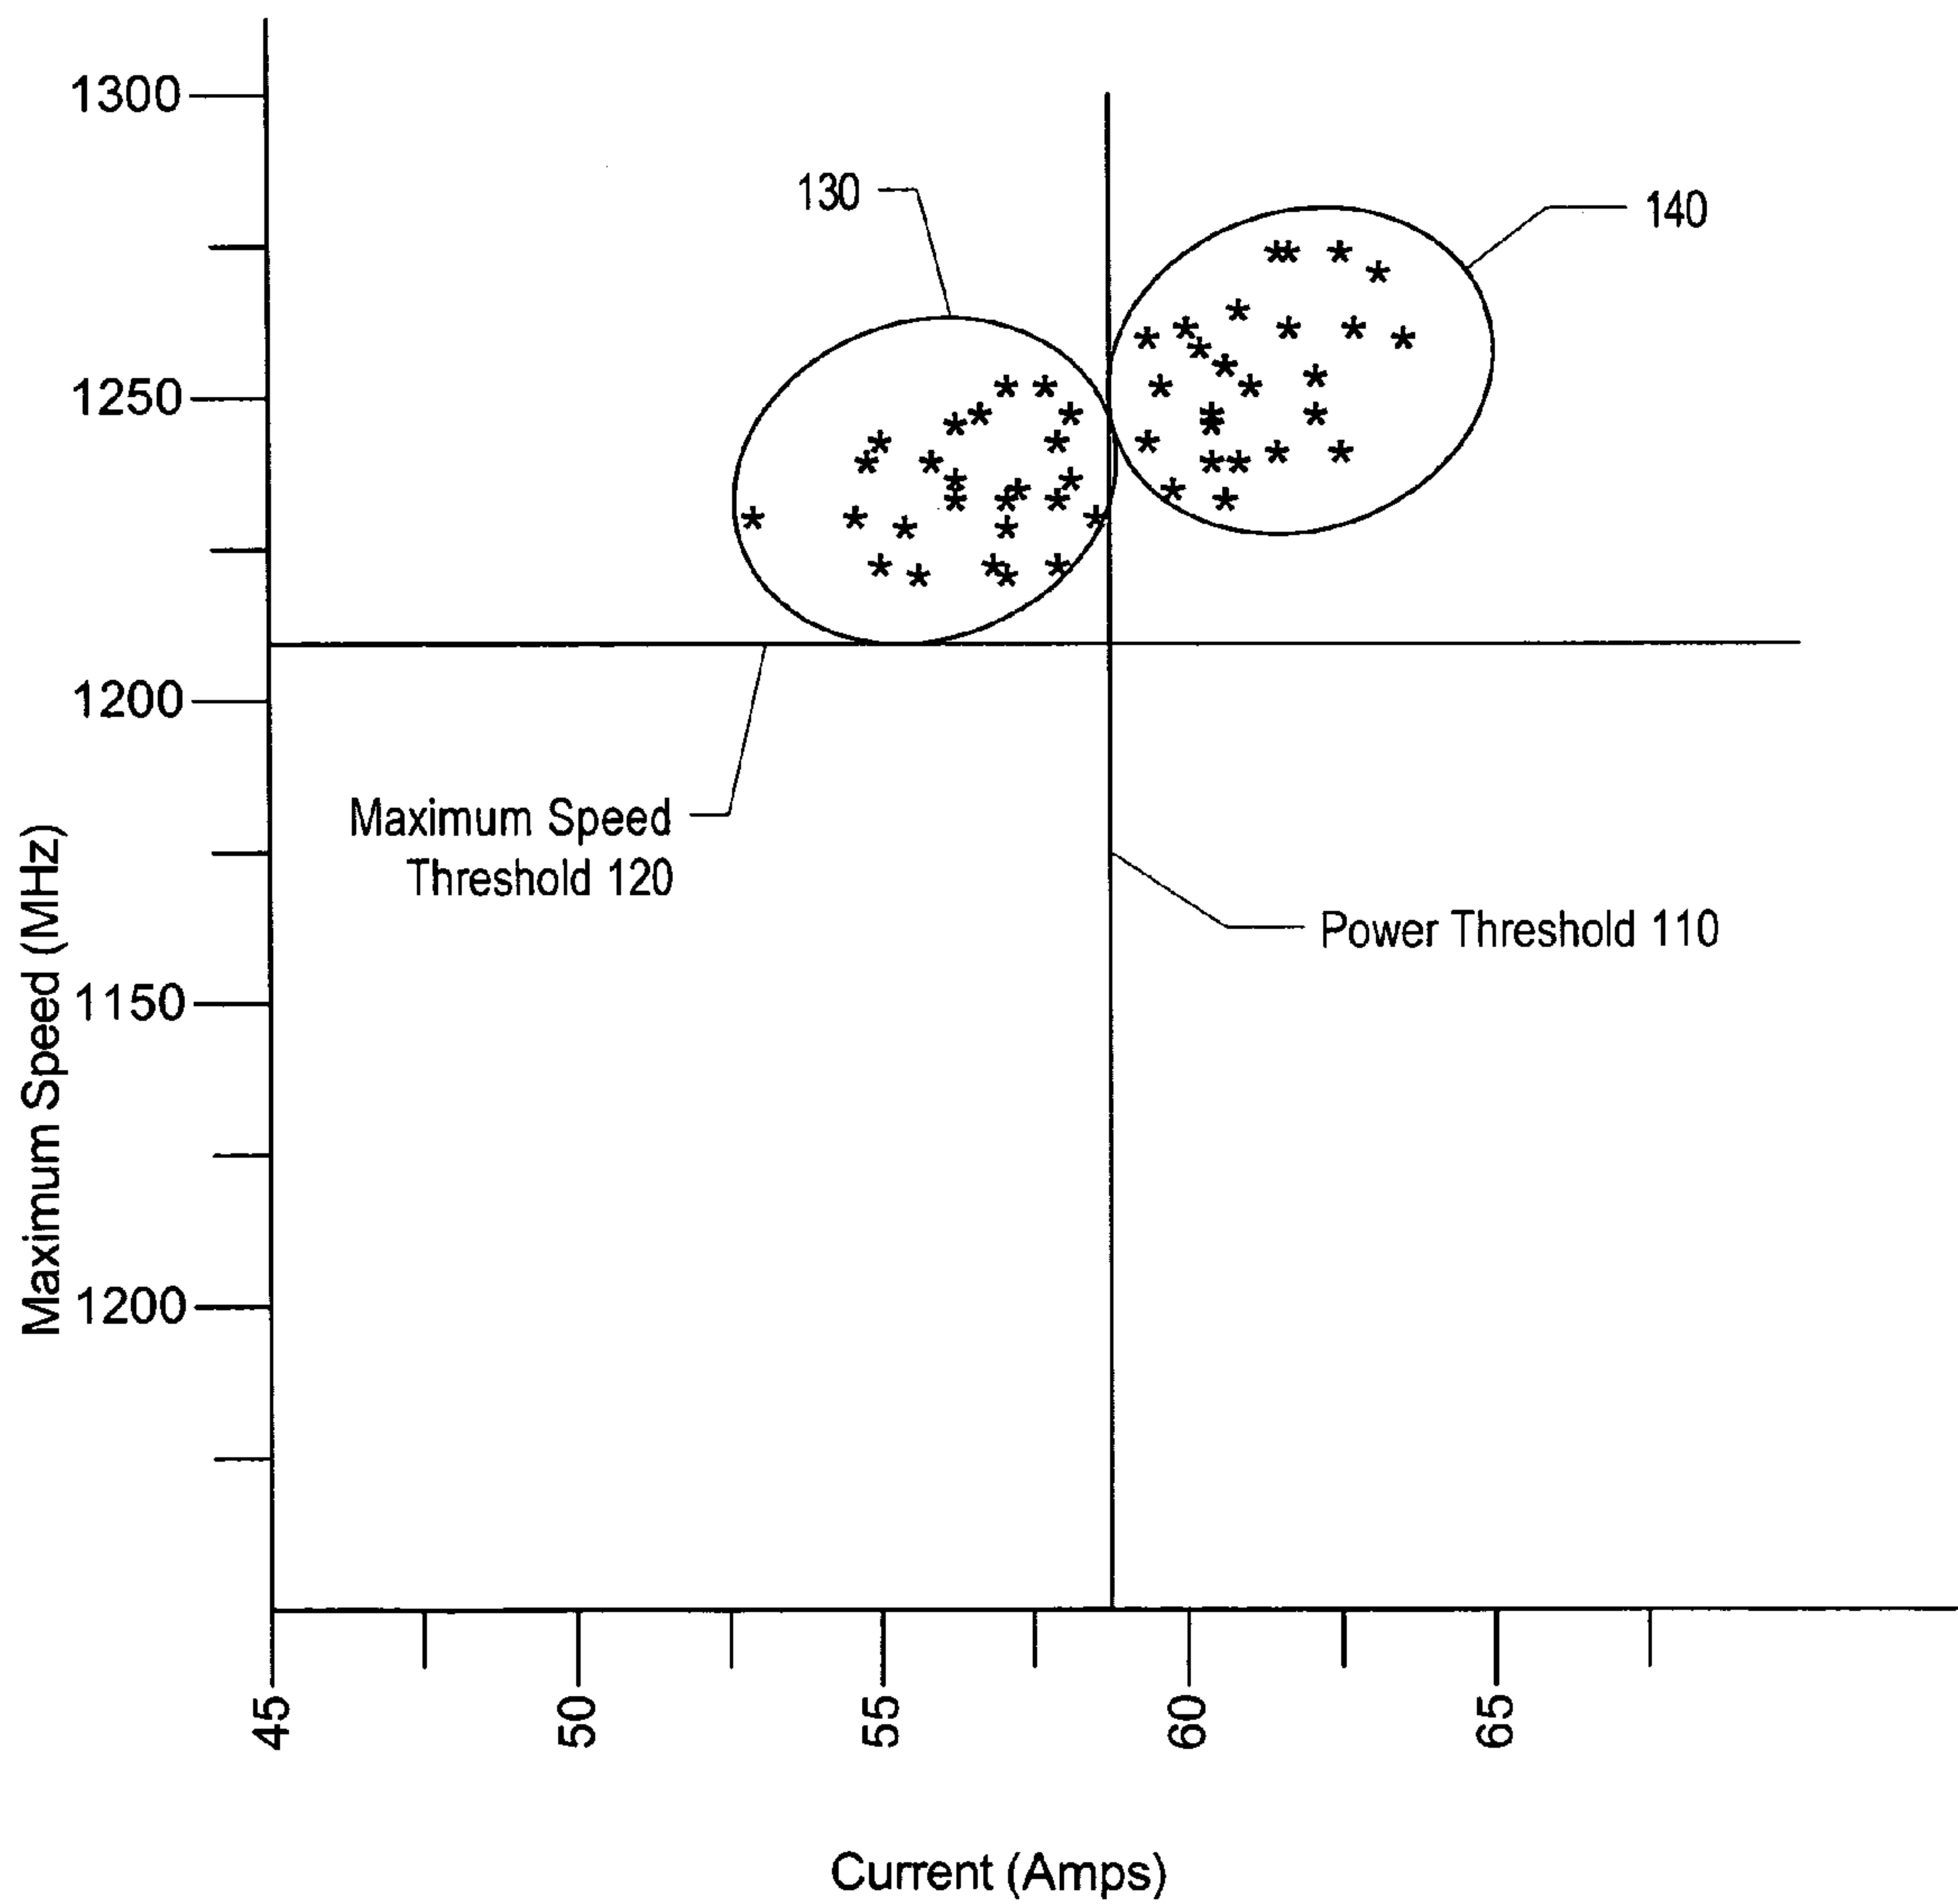 1300
130
140
1250
1200
Maximum Speed
Threshold 120
Power Threshold 110
Maximum Speed (MHz)
1150
1200
45
50
55
60
65
Current (Amps)